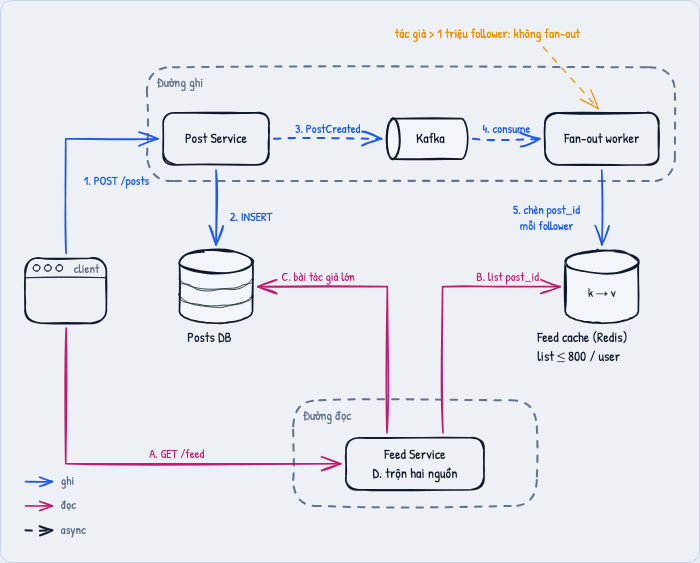 tác giả > 1 triệu follower: không fan-out
Đường ghi
Post Service
3. PostCreated
Kafka
4. consume
Fan-out worker
1. POST /posts
2. INSERT
5. chèn post_id
mỗi follower
client
C. bài tác giả lớn
B. list post_id
k → v
Posts DB
Feed cache (Redis)
list ≤ 800 / user
Đường đọc
Feed Service
D. trộn hai nguồn
A. GET /feed
ghi
đọc
async